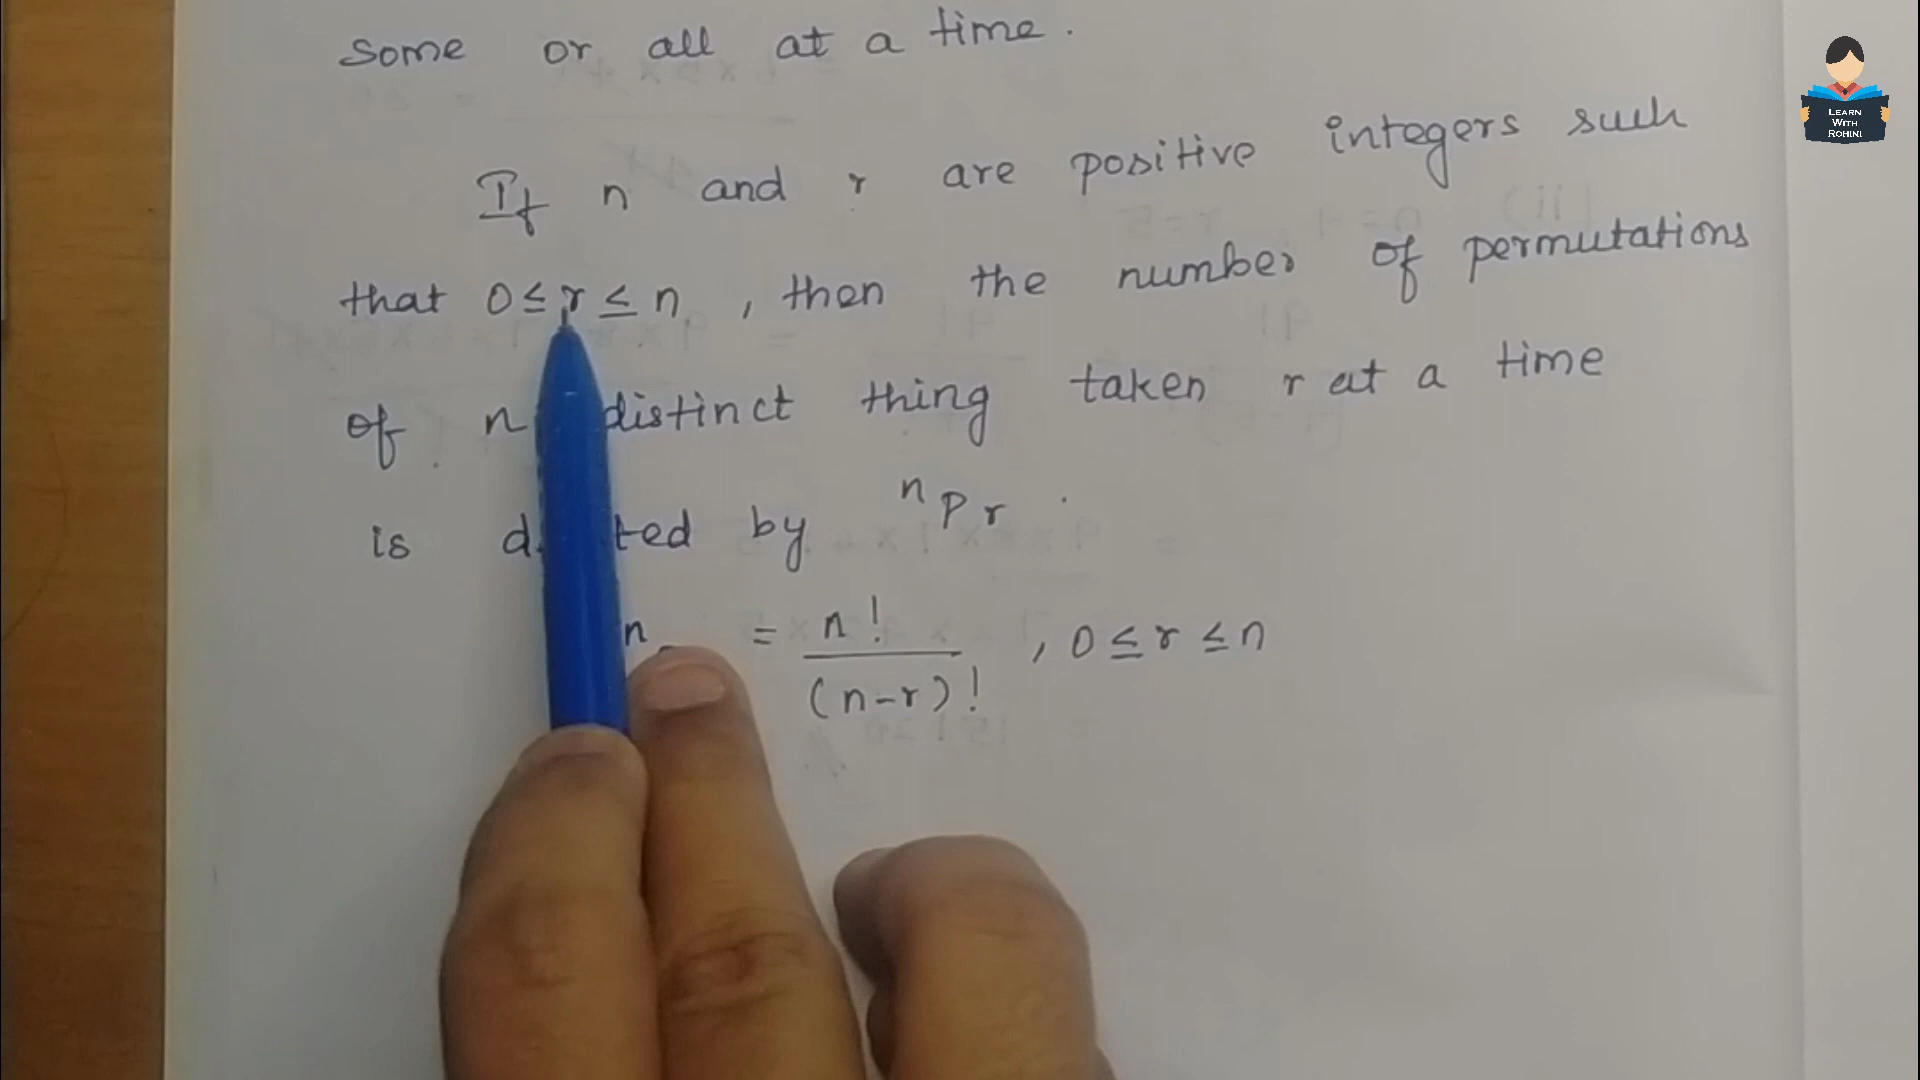 some or all at a time.
If n and r are positive integers such
that 0 ≤ r ≤ n, then the number of permutations
of n distinct thing taken r at a time
is by nPr.
n = n! / (n-r)! , 0 ≤ r ≤ n
LEARN
WITH
ROHINI